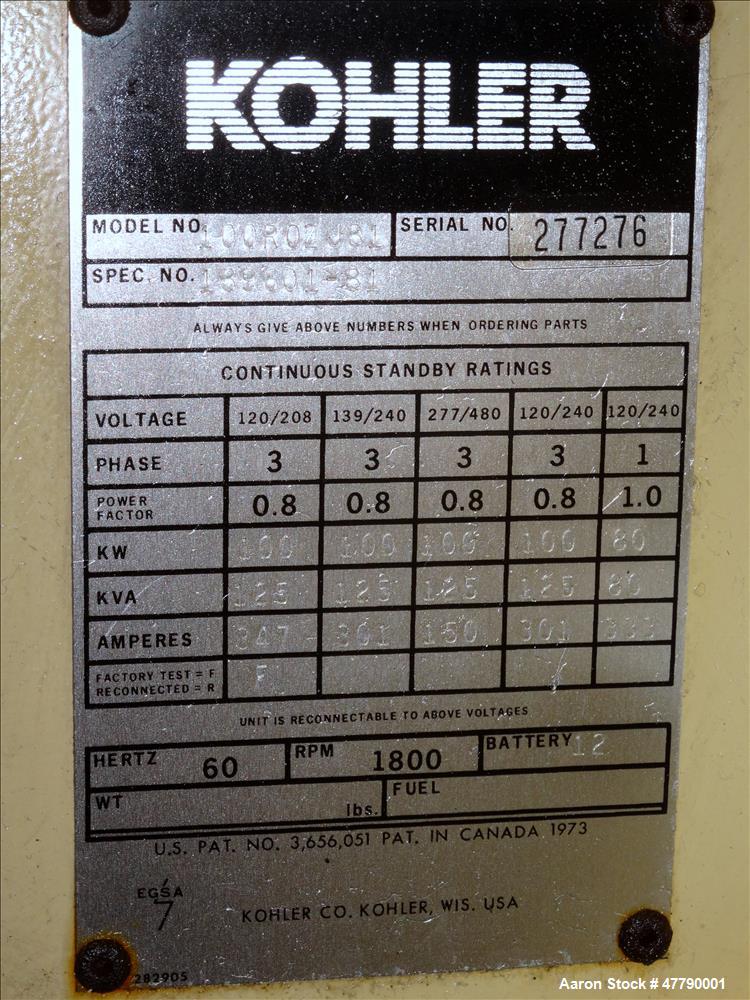 KOHLER
MODEL NO. 100ROZJ81 SERIAL NO. 277276
SPEC. NO.
ALWAYS GIVE ABOVE NUMBERS WHEN ORDERING PARTS
CONTINUOUS STANDBY RATINGS
VOLTAGE 120/208 139/240 277/480 120/240 120/240
PHASE 3 3 3 3 1
POWER FACTOR 0.8 0.8 0.8 0.8 1.0
KW 100 100 100 100 80
KVA 125 125 125 125 80
AMPERES 347 301 150 301 333
FACTORY TEST = F F
RECONNECTED = R
UNIT IS RECONNECTABLE TO ABOVE VOLTAGES
HERTZ 60 RPM 1800 BATTERY 12
WT lbs. FUEL
U.S. PAT. NO. 3,656,051 PAT. IN CANADA 1973
EGSA
7
KOHLER CO. KOHLER, WIS. USA
282905
Aaron Stock # 47790001